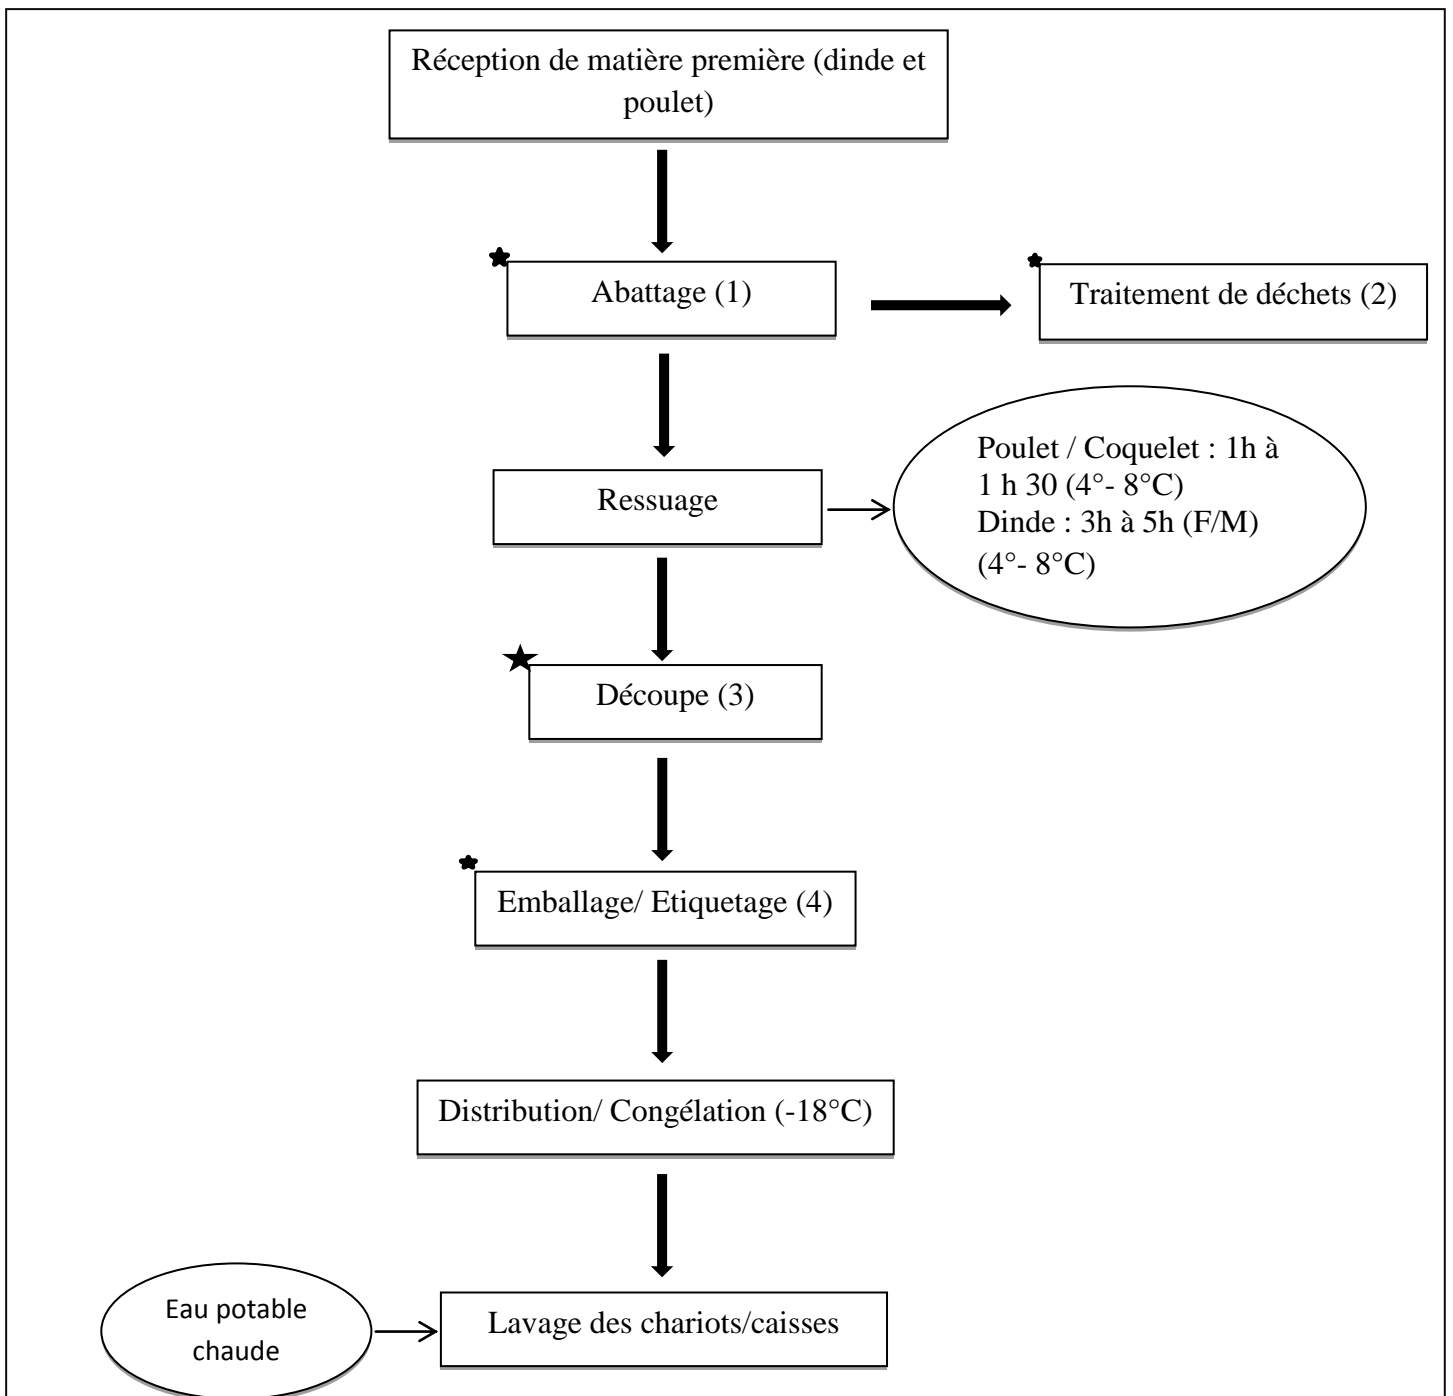 Réception de matière première (dinde et
poulet)
Abattage (1)
Traitement de déchets (2)
Ressuage
Poulet / Coquelet : 1h à
1 h 30 (4°- 8°C)
Dinde : 3h à 5h (F/M)
(4°- 8°C)
Découpe (3)
Emballage/ Etiquetage (4)
Distribution/ Congélation (-18°C)
Eau potable
chaude
Lavage des chariots/caisses